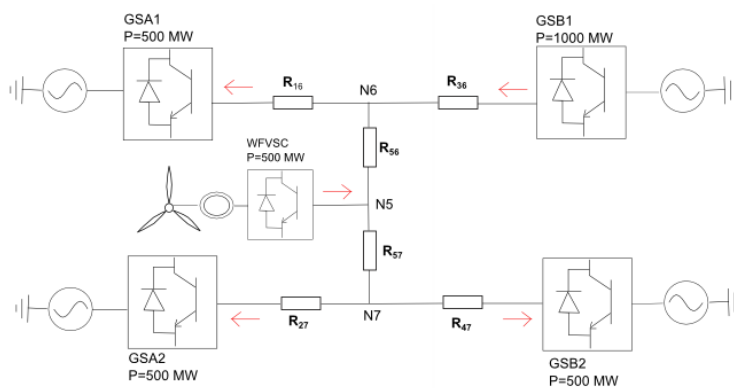 GSA1
P=500 MW
GSB1
P=1000 MW
R16
N6
R36
R56
WFVSC
P=500 MW
N5
R57
R27
N7
R47
GSA2
P=500 MW
GSB2
P=500 MW